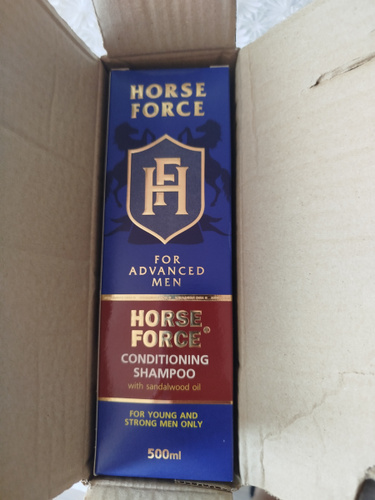 HORSE
FORCE
HF
FOR
ADVANCED
MEN
HORSE
FORCE®
CONDITIONING
SHAMPOO
with sandalwood oil
FOR YOUNG AND
STRONG MEN ONLY
500ml